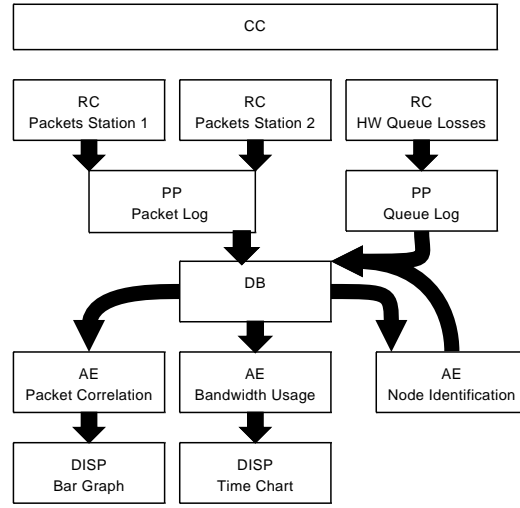 CC
RC
Packets Station 1
RC
Packets Station 2
RC
HW Queue Losses
PP
Packet Log
PP
Queue Log
DB
AE
Packet Correlation
AE
Bandwidth Usage
AE
Node Identification
DISP
Bar Graph
DISP
Time Chart